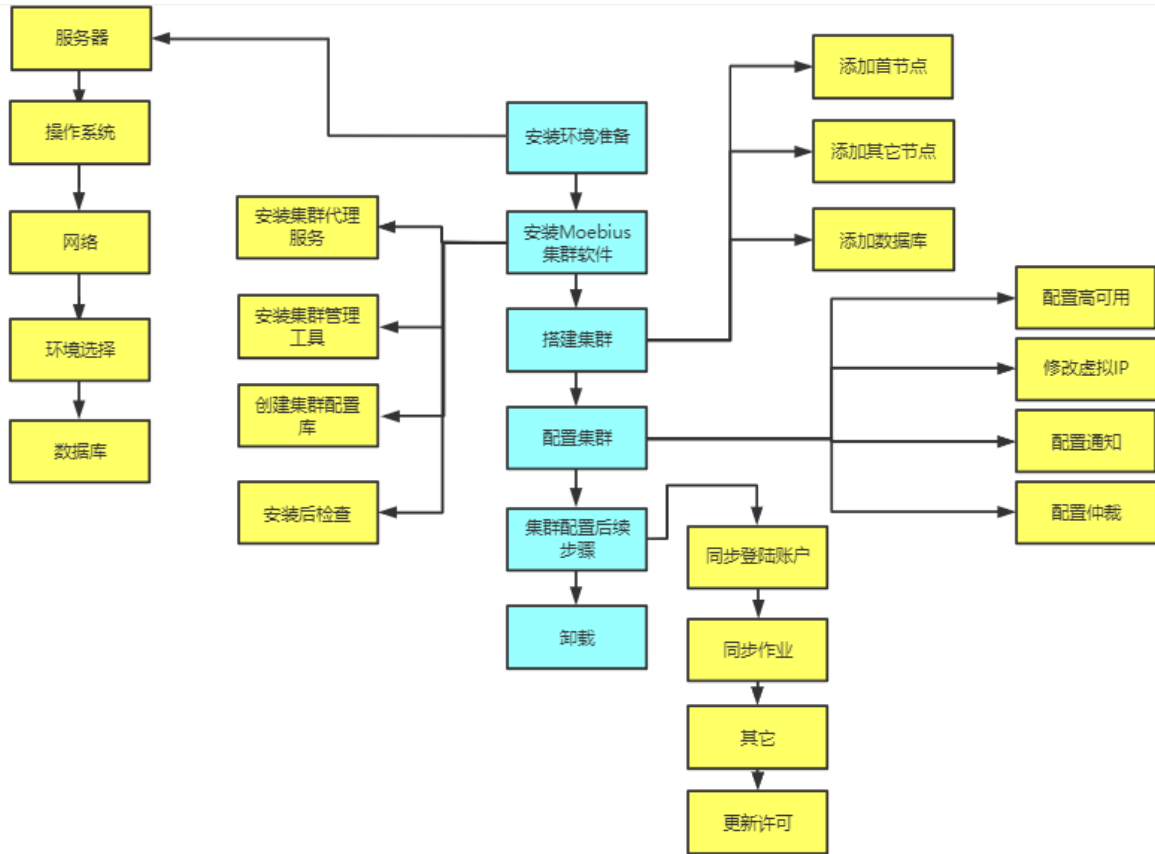 服务器
操作系统
网络
环境选择
数据库
安装环境准备
安装Moebius
集群软件
搭建集群
配置集群
集群配置后续
步骤
卸载
安装集群代理
服务
安装集群管理
工具
创建集群配置
库
安装后检查
添加首节点
添加其它节点
添加数据库
配置高可用
修改虚拟IP
配置通知
配置仲裁
同步登陆账户
同步作业
其它
更新许可